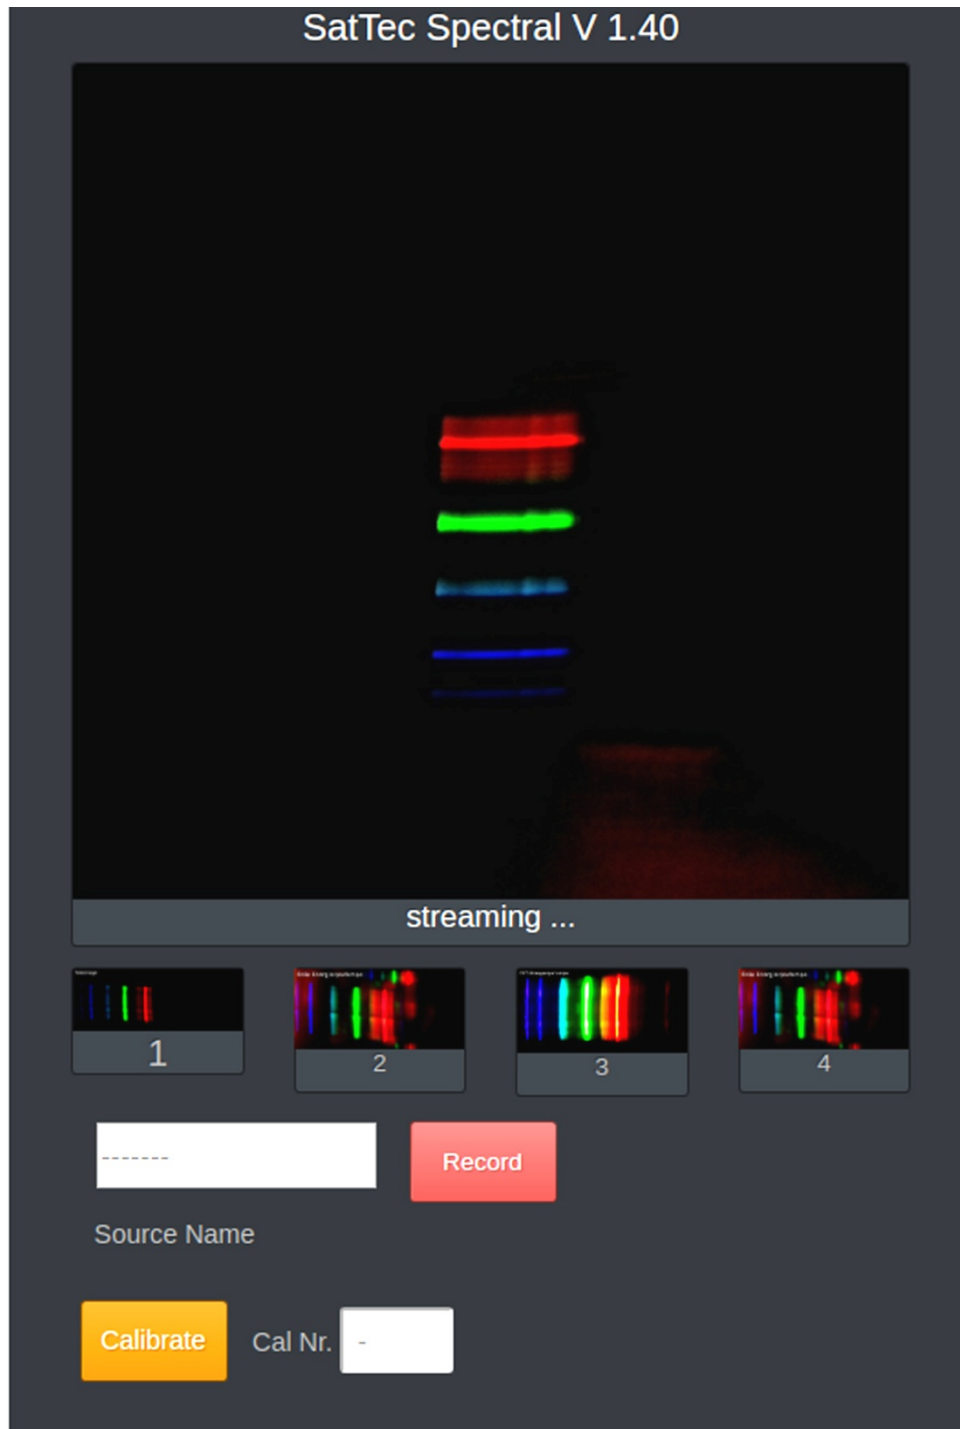 SatTec Spectral V 1.40
streaming ...
1
2
3
4
-------
Record
Source Name
Calibrate
Cal Nr.
-